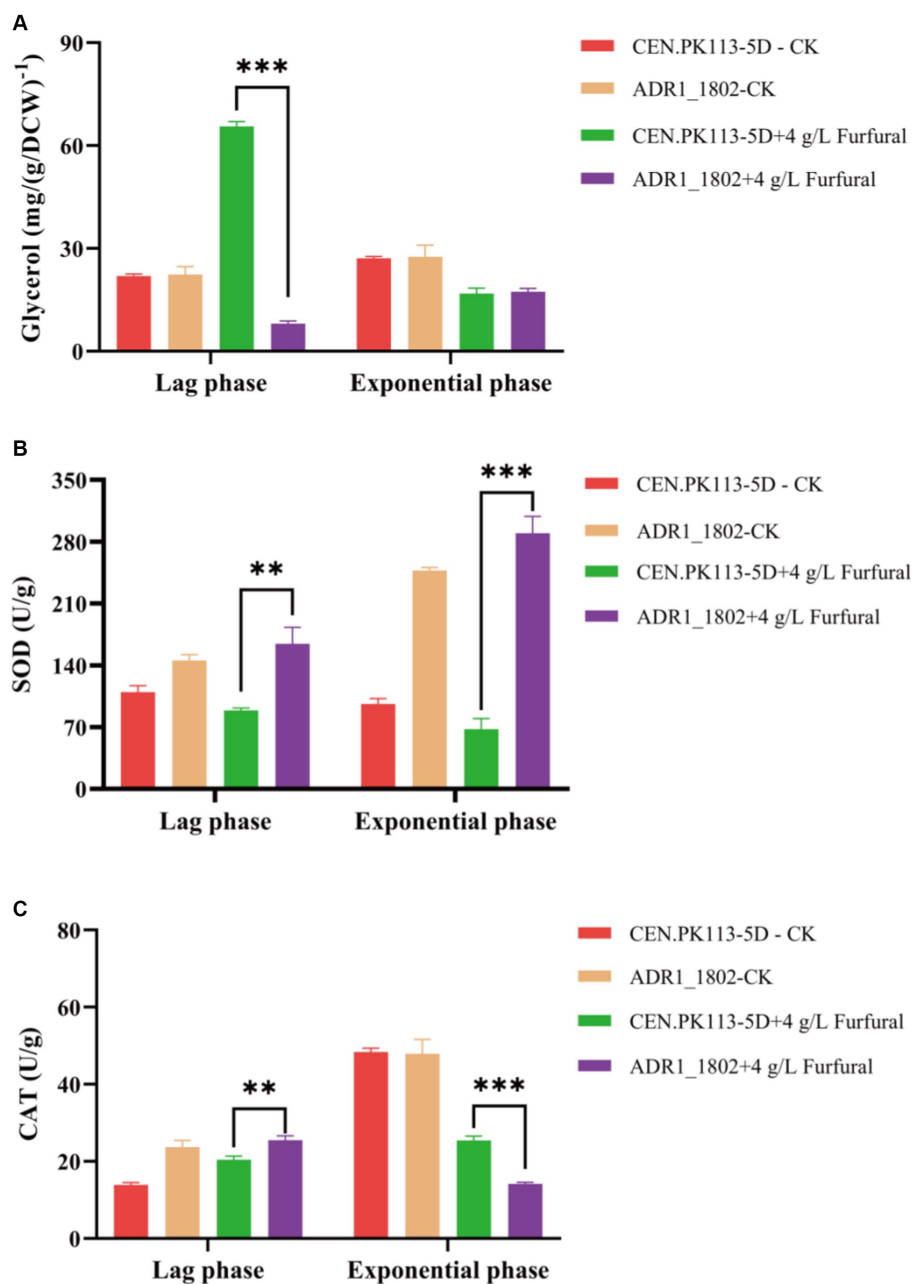 A
Glycerol (mg/(g/DCW)⁻¹
90
60
30
0
***
Lag phase
Exponential phase
CEN.PK113-5D - CK
ADR1_1802-CK
CEN.PK113-5D+4 g/L Furfural
ADR1_1802+4 g/L Furfural
B
SOD (U/g)
350
280
210
140
70
0
**
***
Lag phase
Exponential phase
CEN.PK113-5D - CK
ADR1_1802-CK
CEN.PK113-5D+4 g/L Furfural
ADR1_1802+4 g/L Furfural
C
CAT (U/g)
80
60
40
20
0
**
***
Lag phase
Exponential phase
CEN.PK113-5D - CK
ADR1_1802-CK
CEN.PK113-5D+4 g/L Furfural
ADR1_1802+4 g/L Furfural